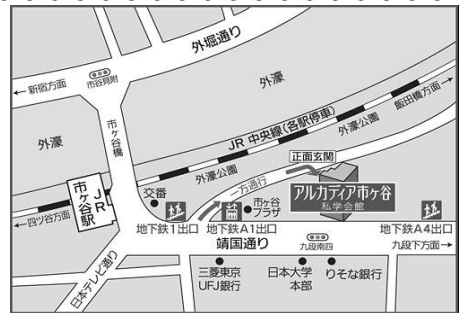 外堀通り
←新宿方面
市谷見附
外濠
飯田橋方面→
JR 中央線(各駅停車)
外濠公園
市ヶ谷橋
外濠
正面玄関
外濠公園
一方通行
アルカディア市ヶ谷
私学会館
JR
市ヶ谷駅
交番
市ヶ谷
プラザ
←四ツ谷方面
地下鉄1出口
地下鉄A1出口
地下鉄A4出口
靖国通り
九段南四
九段下方面→
日本テレビ通り
三菱東京
UFJ銀行
日本大学
本部
りそな銀行